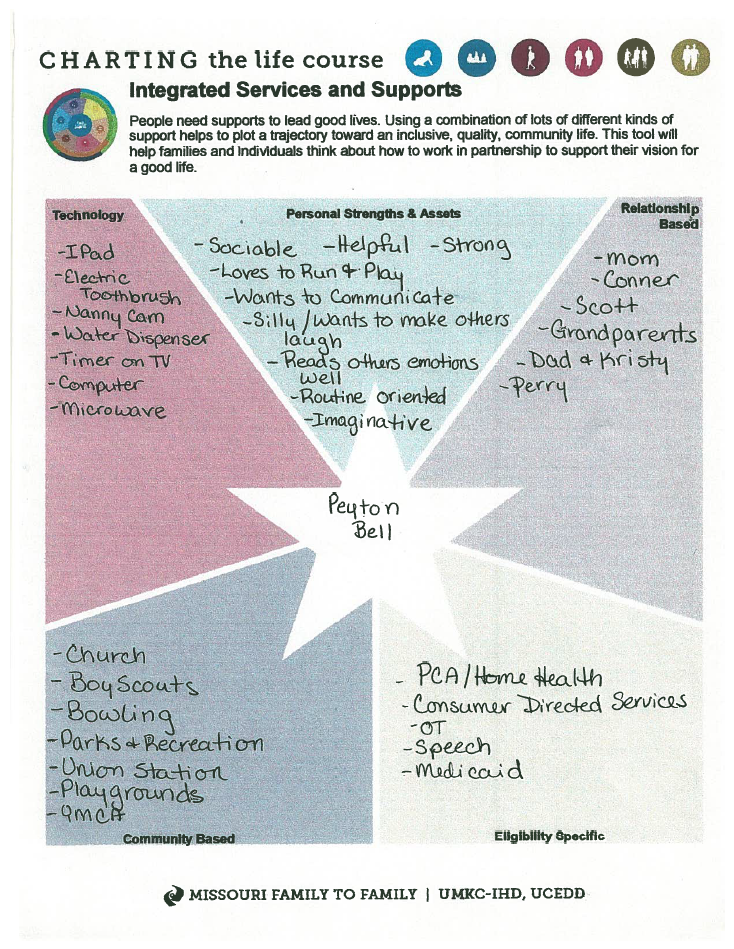 CHARTING the life course
Integrated Services and Supports
People need supports to lead good lives. Using a combination of lots of different kinds of
support helps to plot a trajectory toward an inclusive, quality, community life. This tool will
help families and individuals think about how to work in partnership to support their vision for
a good life.
Technology
-IPad
-Electric
Toothbrush
-Nanny Cam
-Water Dispenser
-Timer on TV
-Computer
-Microwave
Personal Strengths & Assets
-Sociable -Helpful -Strong
-Loves to Run & Play
-Wants to Communicate
-Silly/Wants to make others
laugh
-Reads others emotions
well
-Routine oriented
-Imaginative
Relationship
Based
-mom
-Conner
-Scott
-Grandparents
-Dad & Kristy
-Perry
Peyton
Bell
-Church
-Boy Scouts
-Bowling
-Parks & Recreation
-Union Station
-Playgrounds
-YMCA
Community Based
- PCA/Home Health
-Consumer Directed Services
-OT
-Speech
-Medicaid
Eligibility Specific
MISSOURI FAMILY TO FAMILY | UMKC-IHD, UCEDD